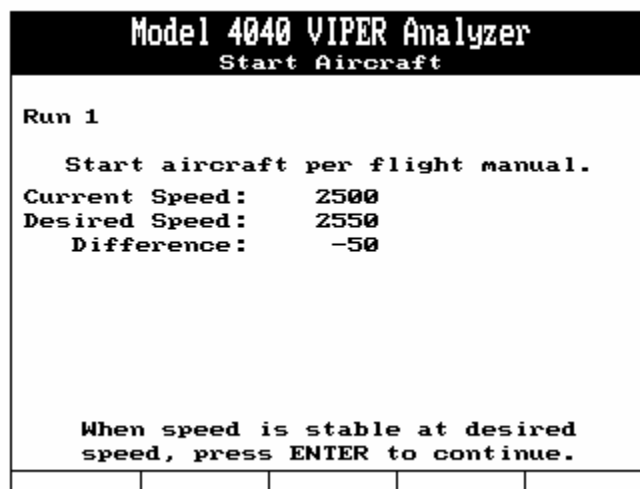 Model 4040 VIPER Analyzer
Start Aircraft
Run 1
Start aircraft per flight manual.
Current Speed: 2500
Desired Speed: 2550
Difference: -50
When speed is stable at desired
speed, press ENTER to continue.